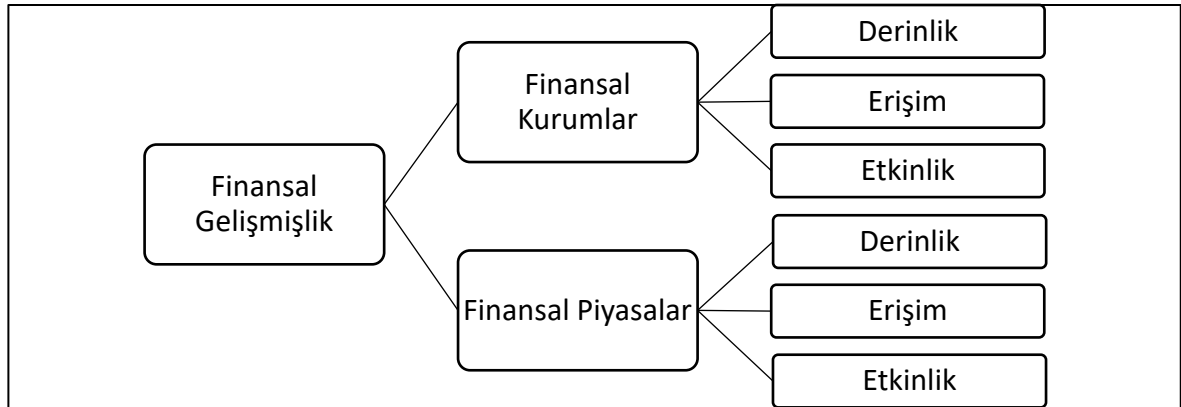 Finansal
Gelişmişlik
Finansal
Kurumlar
Derinlik
Erişim
Etkinlik
Finansal Piyasalar
Derinlik
Erişim
Etkinlik